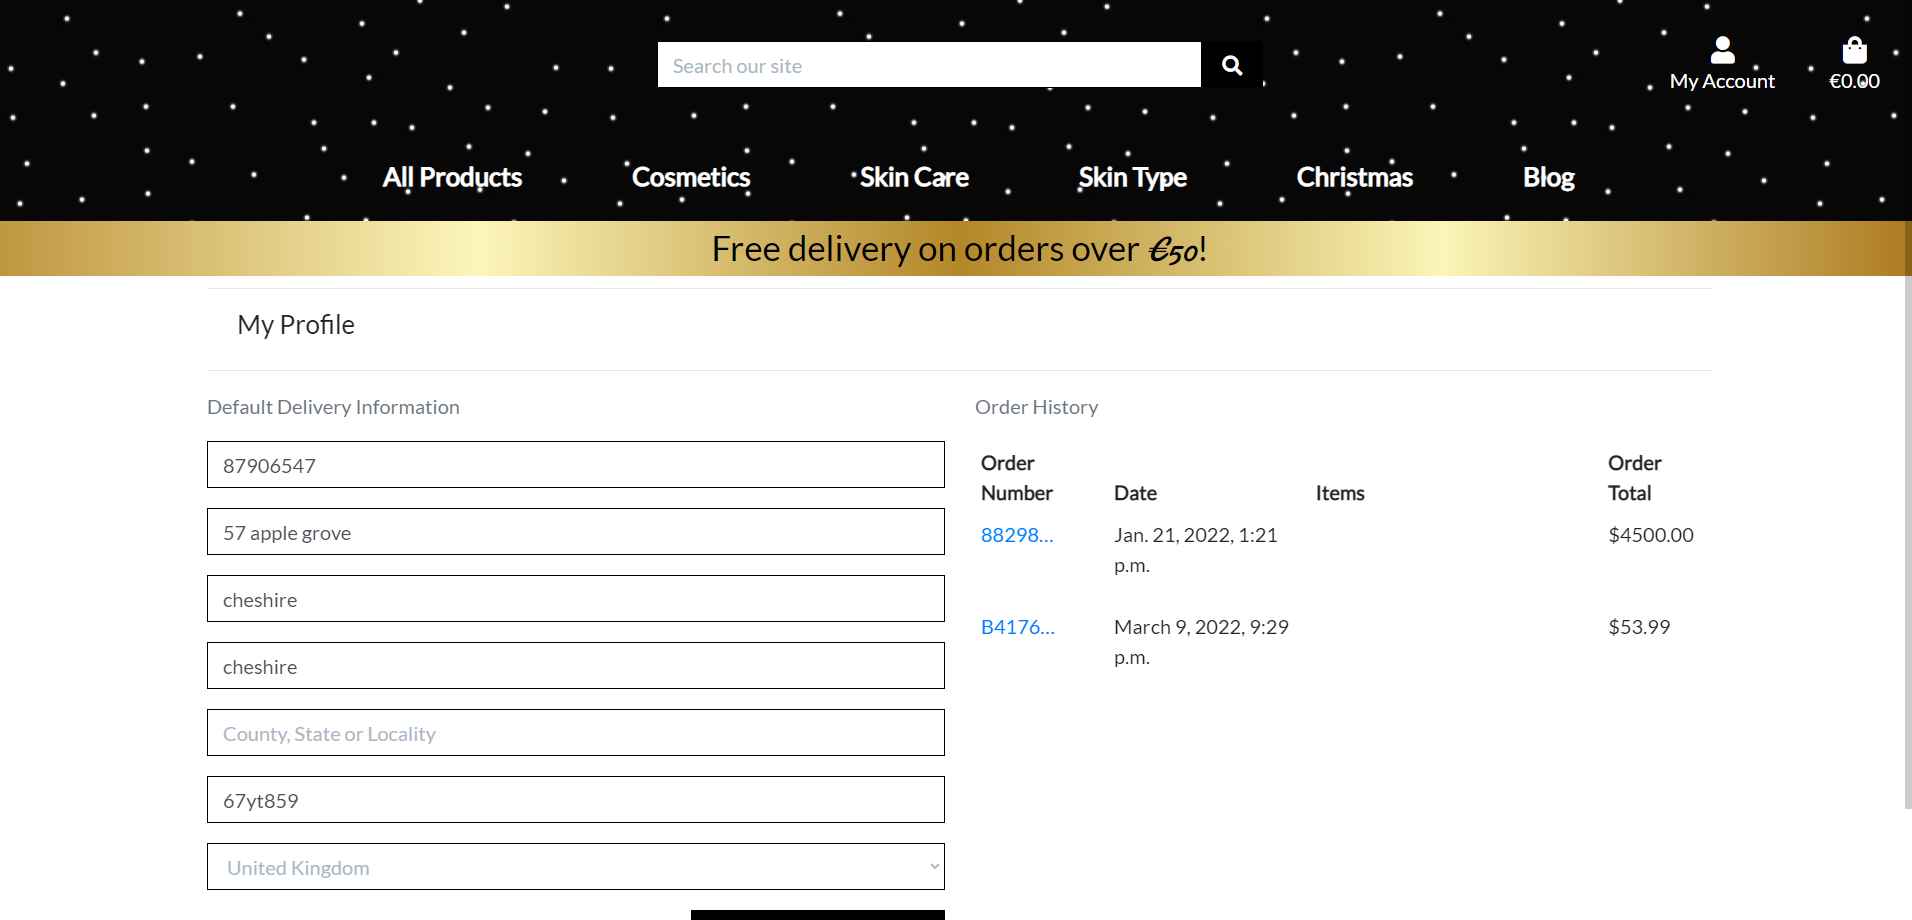 Search our site
My Account
€0.00
All Products
Cosmetics
Skin Care
Skin Type
Christmas
Blog
Free delivery on orders over €50!
My Profile
Default Delivery Information
87906547
57 apple grove
cheshire
cheshire
County, State or Locality
67yt859
United Kingdom
Order History
Order Number
Date
Items
Order Total
88298...
Jan. 21, 2022, 1:21
p.m.
$4500.00
B4176...
March 9, 2022, 9:29
p.m.
$53.99